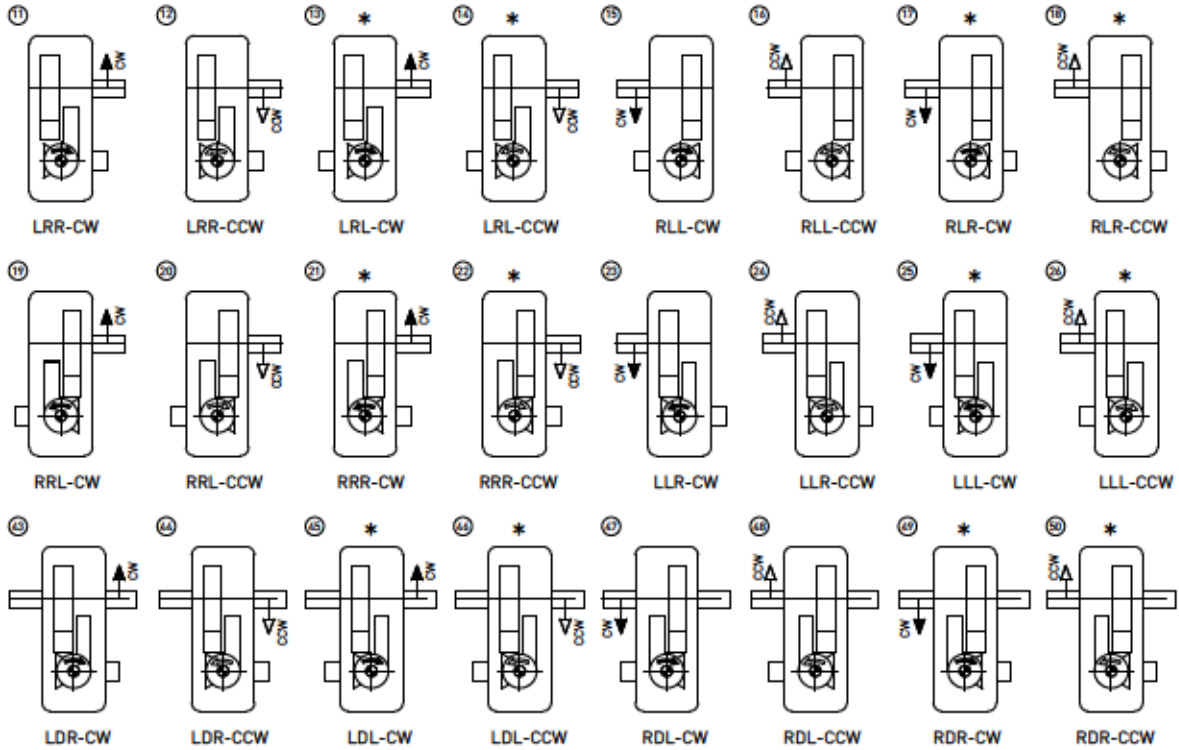 11 12 13 * 14 * 15 16 17 * 18 *
CW CCW CW CCW CW CCW CW CCW
LRR-CW LRR-CCW LRL-CW LRL-CCW RLL-CW RLL-CCW RLR-CW RLR-CCW
19 20 21 * 22 * 23 24 25 * 26 *
CW CCW CW CCW CW CCW CW CCW
RRL-CW RRL-CCW RRR-CW RRR-CCW LLR-CW LLR-CCW LLL-CW LLL-CCW
43 44 45 * 46 * 47 48 49 * 50 *
CW CCW CW CCW CW CCW CW CCW
LDR-CW LDR-CCW LDL-CW LDL-CCW RDL-CW RDL-CCW RDR-CW RDR-CCW